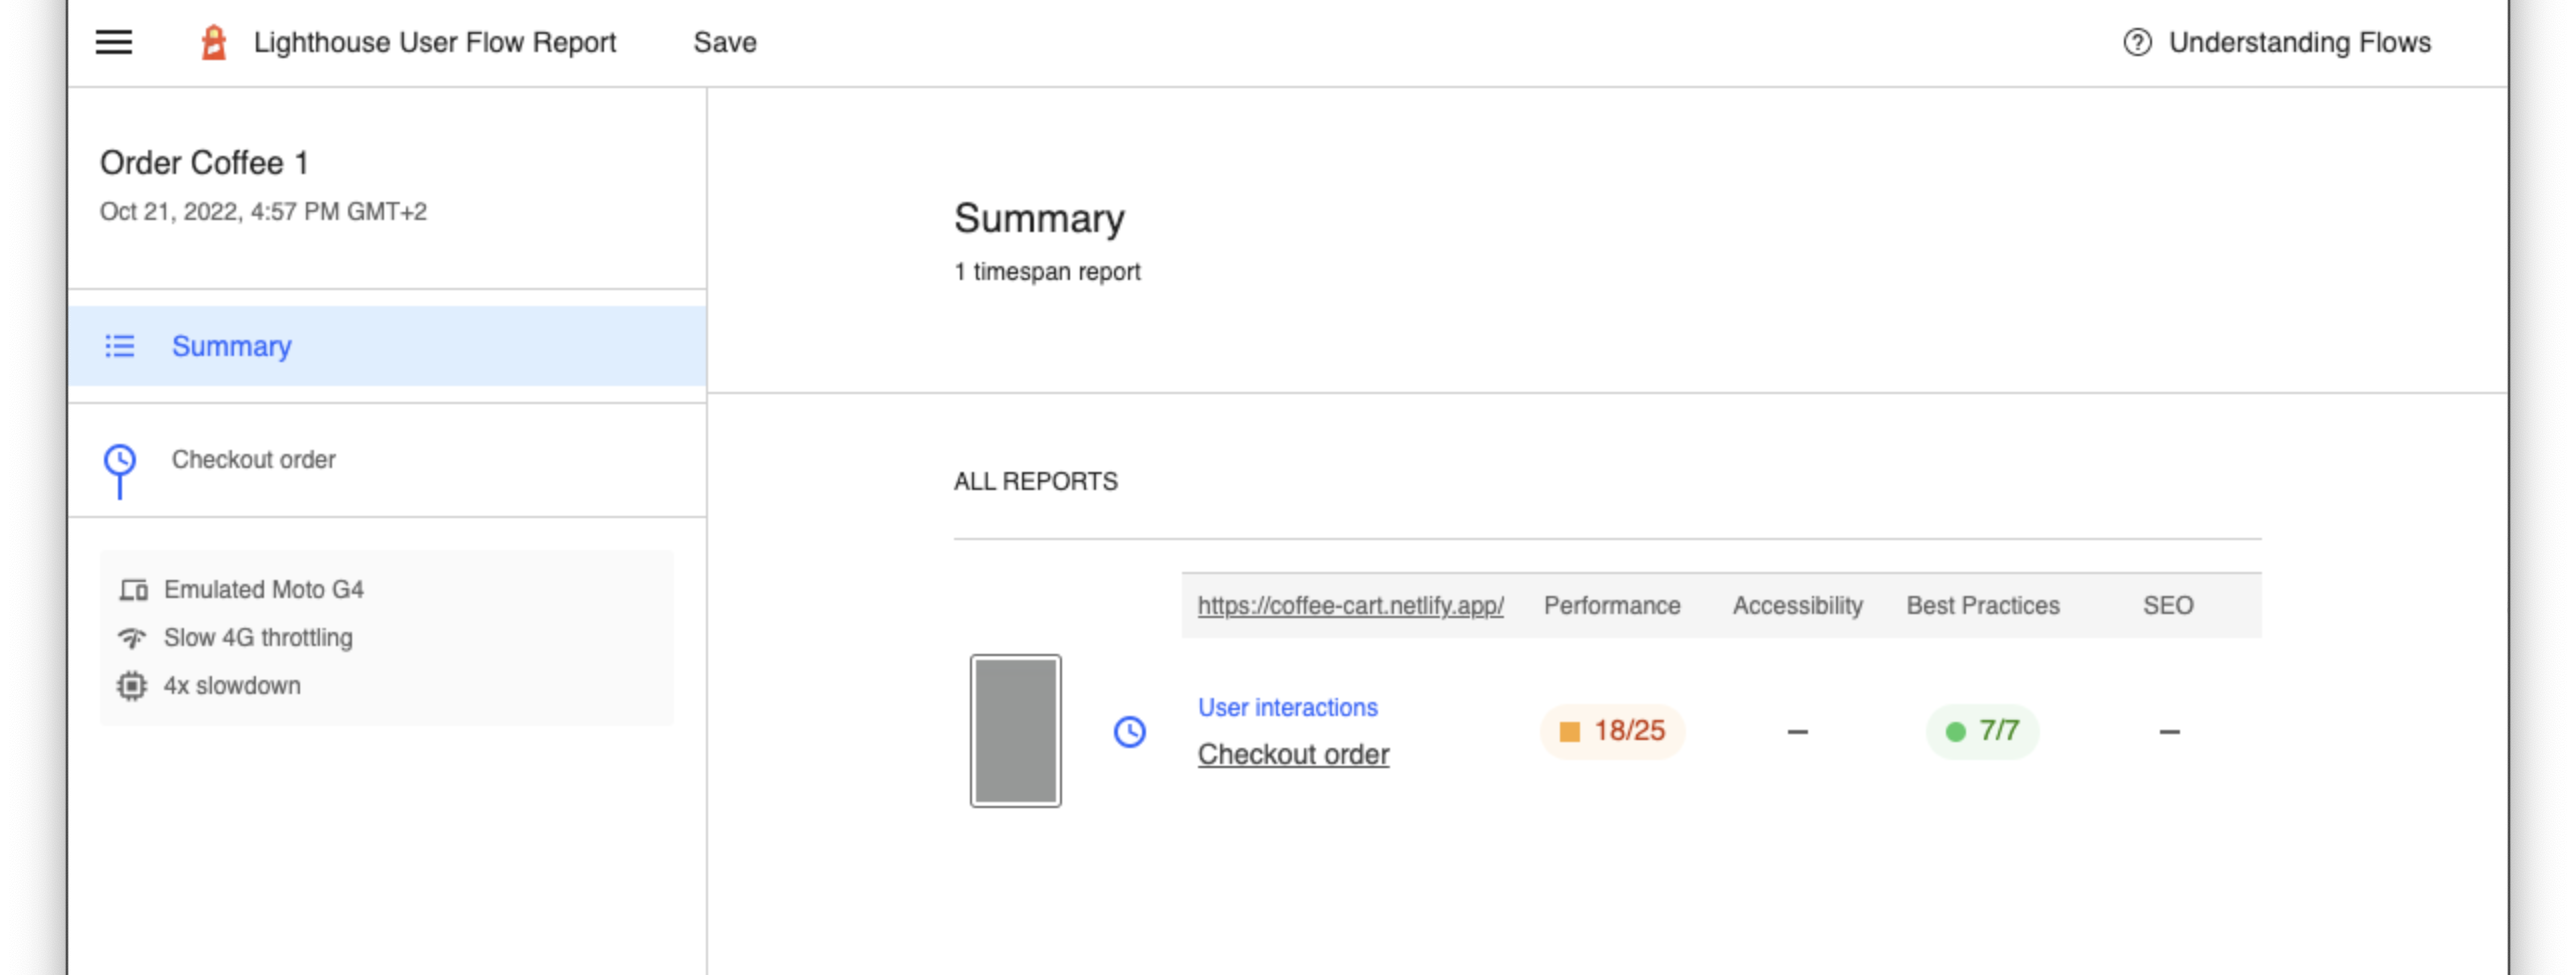 Lighthouse User Flow Report
Save
Understanding Flows
Order Coffee 1
Oct 21, 2022, 4:57 PM GMT+2
Summary
Checkout order
Emulated Moto G4
Slow 4G throttling
4x slowdown
Summary
1 timespan report
ALL REPORTS
https://coffee-cart.netlify.app/ Performance Accessibility Best Practices SEO
User interactions
Checkout order
18/25 – 7/7 –